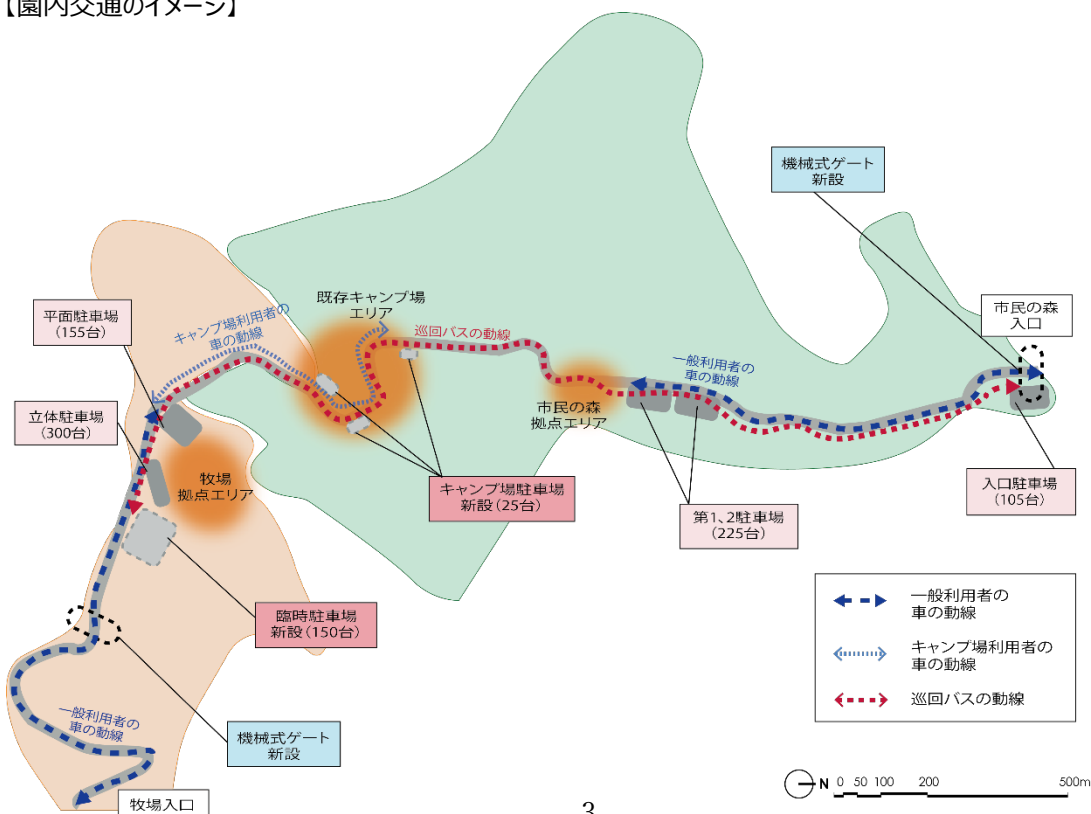 【園内交通のイメージ】
機械式ゲート
新設
市民の森
入口
既存キャンプ場
エリア
平面駐車場
(155台)
キャンプ場利用者の
車の動線
巡回バスの動線
一般利用者の
車の動線
立体駐車場
(300台)
市民の森
拠点エリア
牧場
拠点エリア
キャンプ場駐車場
新設(25台)
第1、2駐車場
(225台)
入口駐車場
(105台)
臨時駐車場
新設(150台)
一般利用者の
車の動線
キャンプ場利用者の
車の動線
巡回バスの動線
一般利用者の
車の動線
機械式ゲート
新設
牧場入口
N 0 50 100 200 500m
3